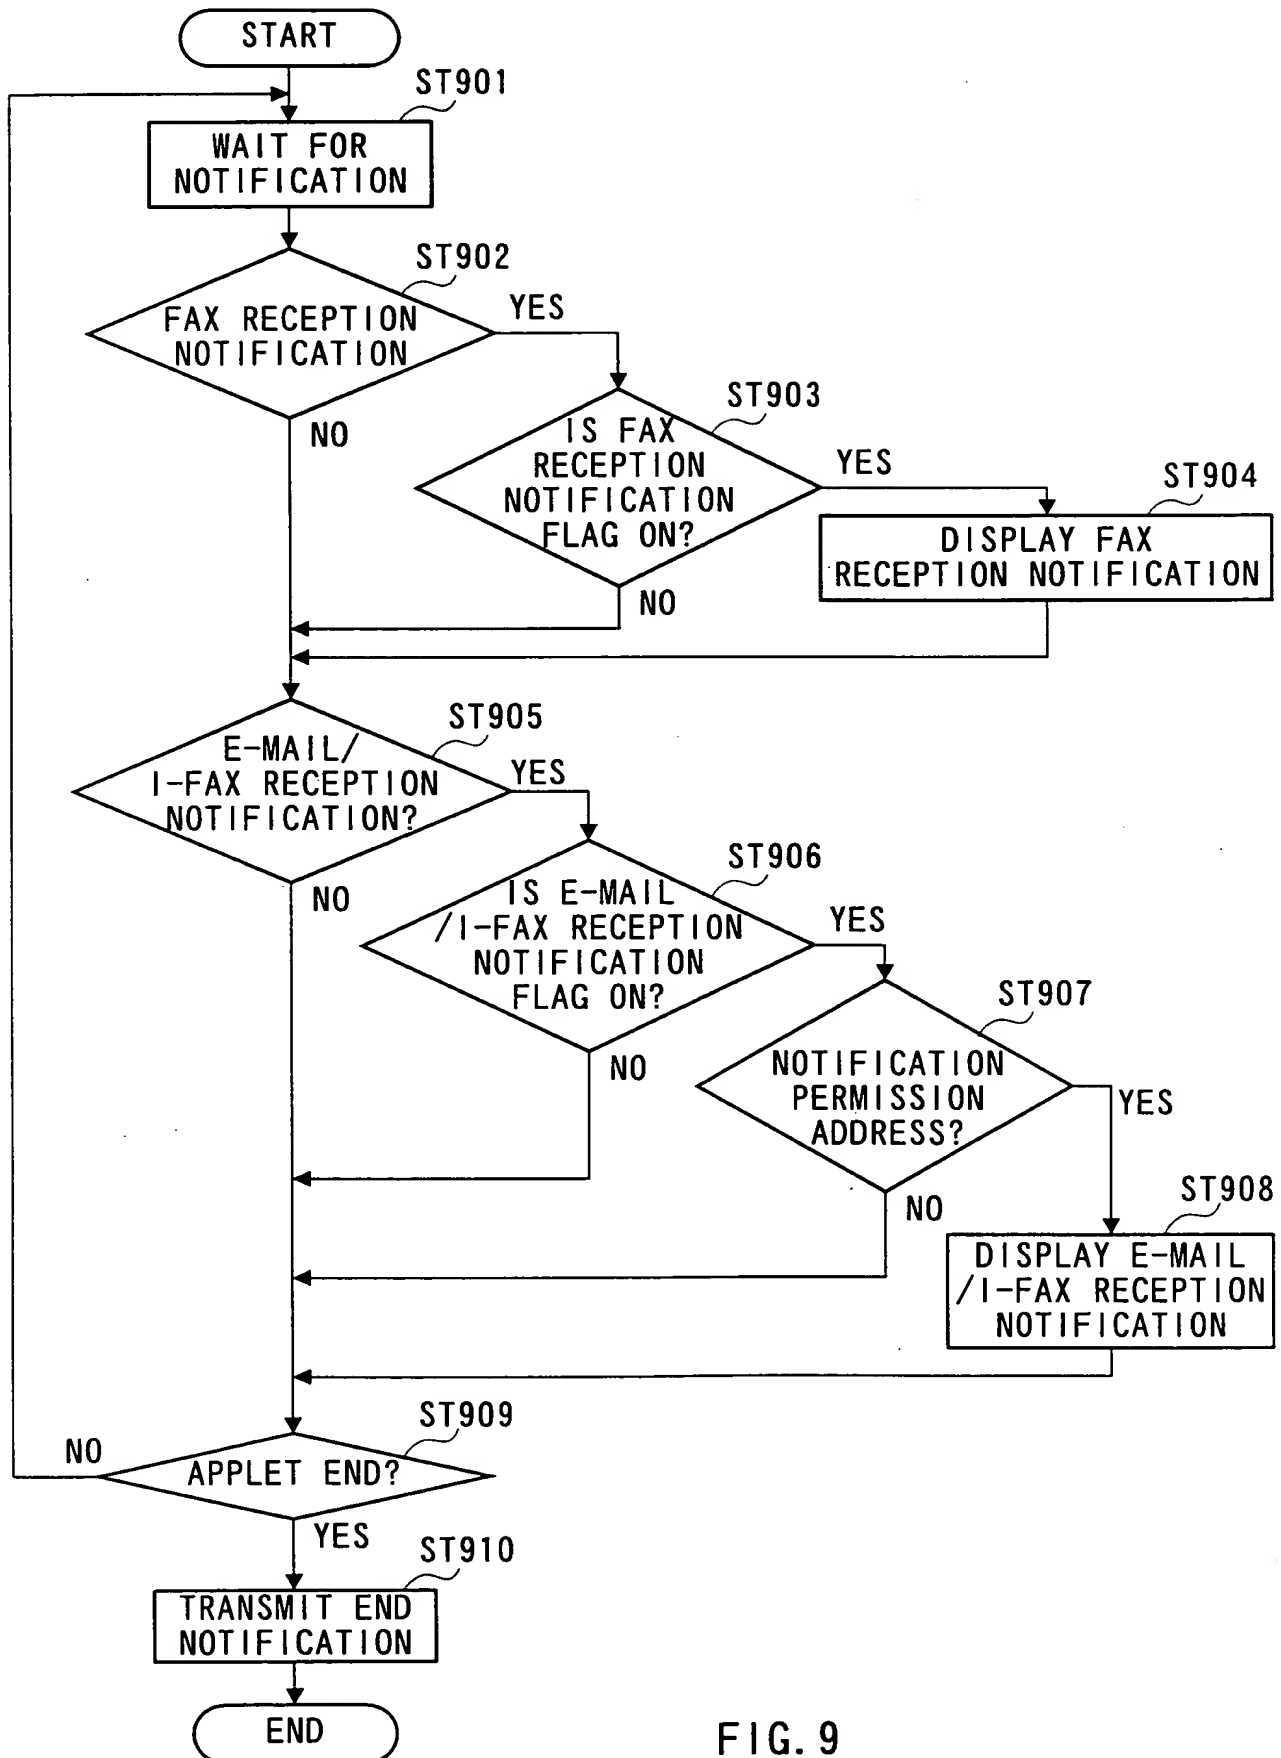 START
ST901
WAIT FOR
NOTIFICATION
ST902
FAX RECEPTION
NOTIFICATION
YES
NO
ST903
IS FAX
RECEPTION
NOTIFICATION
FLAG ON?
YES
NO
ST904
DISPLAY FAX
RECEPTION NOTIFICATION
ST905
E-MAIL/
I-FAX RECEPTION
NOTIFICATION?
YES
NO
ST906
IS E-MAIL
/I-FAX RECEPTION
NOTIFICATION
FLAG ON?
YES
NO
ST907
NOTIFICATION
PERMISSION
ADDRESS?
YES
NO
ST908
DISPLAY E-MAIL
/I-FAX RECEPTION
NOTIFICATION
ST909
NO
APPLET END?
YES
ST910
TRANSMIT END
NOTIFICATION
END
FIG. 9